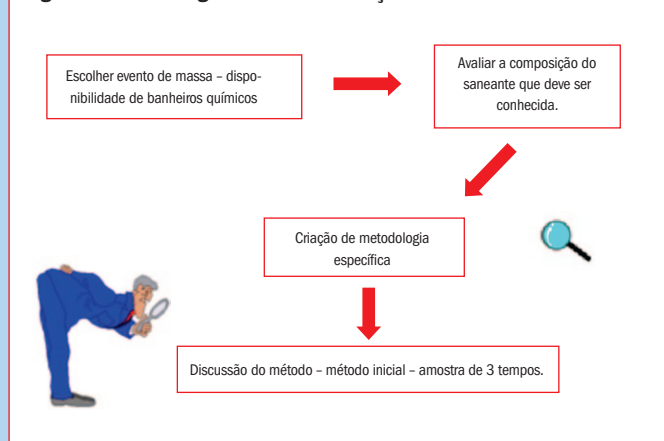 Escolher evento de massa – dispo-
nibilidade de banheiros químicos
Avaliar a composição do
saneante que deve ser
conhecida.
Criação de metodologia
específica
Discussão do método – método inicial – amostra de 3 tempos.